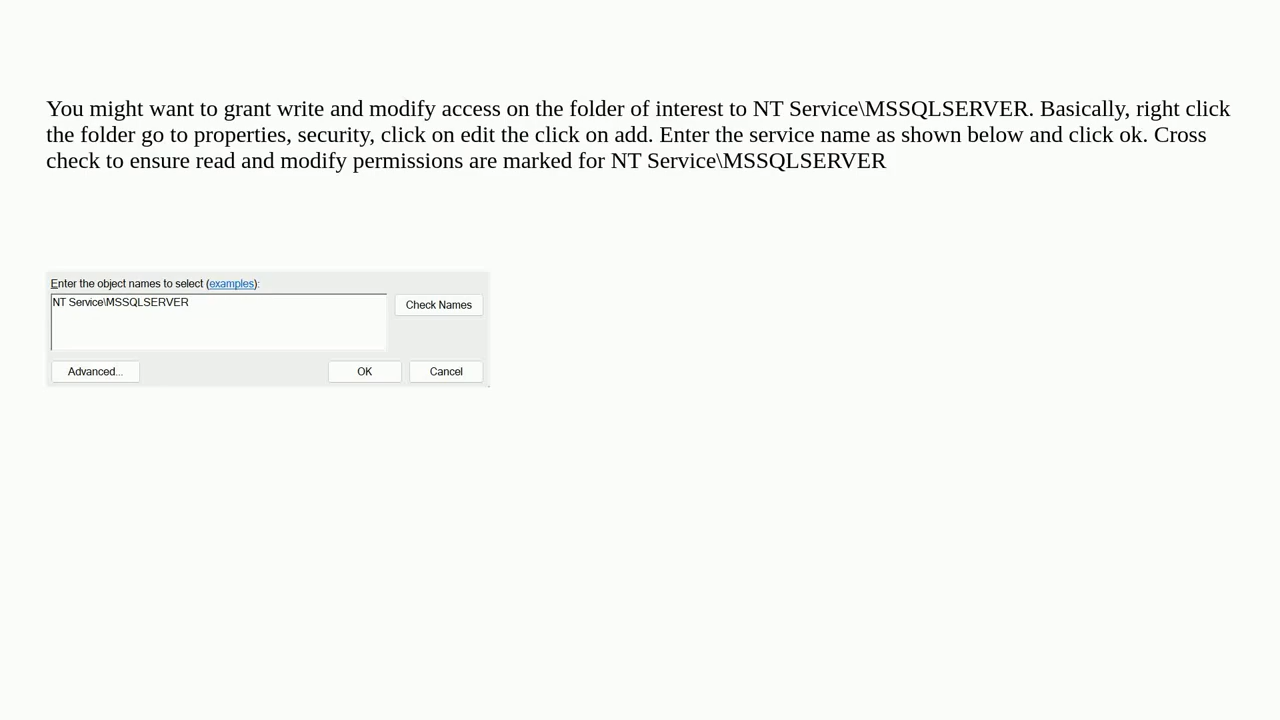 You might want to grant write and modify access on the folder of interest to NT Service\MSSQLSERVER. Basically, right click
the folder go to properties, security, click on edit the click on add. Enter the service name as shown below and click ok. Cross
check to ensure read and modify permissions are marked for NT Service\MSSQLSERVER
Enter the object names to select (examples):
NT Service\MSSQLSERVER
Check Names
Advanced...
OK
Cancel